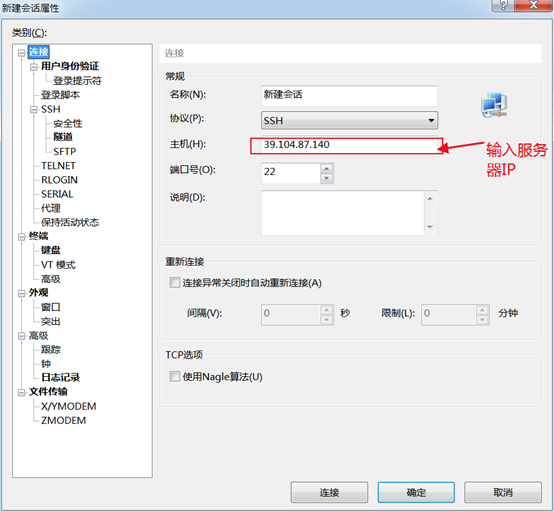 新建会话属性
类别(C):
连接
用户身份验证
登录提示符
登录脚本
SSH
安全性
隧道
SFTP
TELNET
RLOGIN
SERIAL
代理
保持活动状态
终端
键盘
VT 模式
高级
外观
窗口
突出
高级
跟踪
钟
日志记录
文件传输
X/YMODEM
ZMODEM
连接
常规
名称(N):
新建会话
协议(P):
SSH
主机(H):
39.104.87.140
端口号(O):
22
说明(D):
输入服务
器IP
重新连接
连接异常关闭时自动重新连接(A)
间隔(V):
0
秒
限制(L):
0
分钟
TCP选项
使用Nagle算法(U)
连接
确定
取消